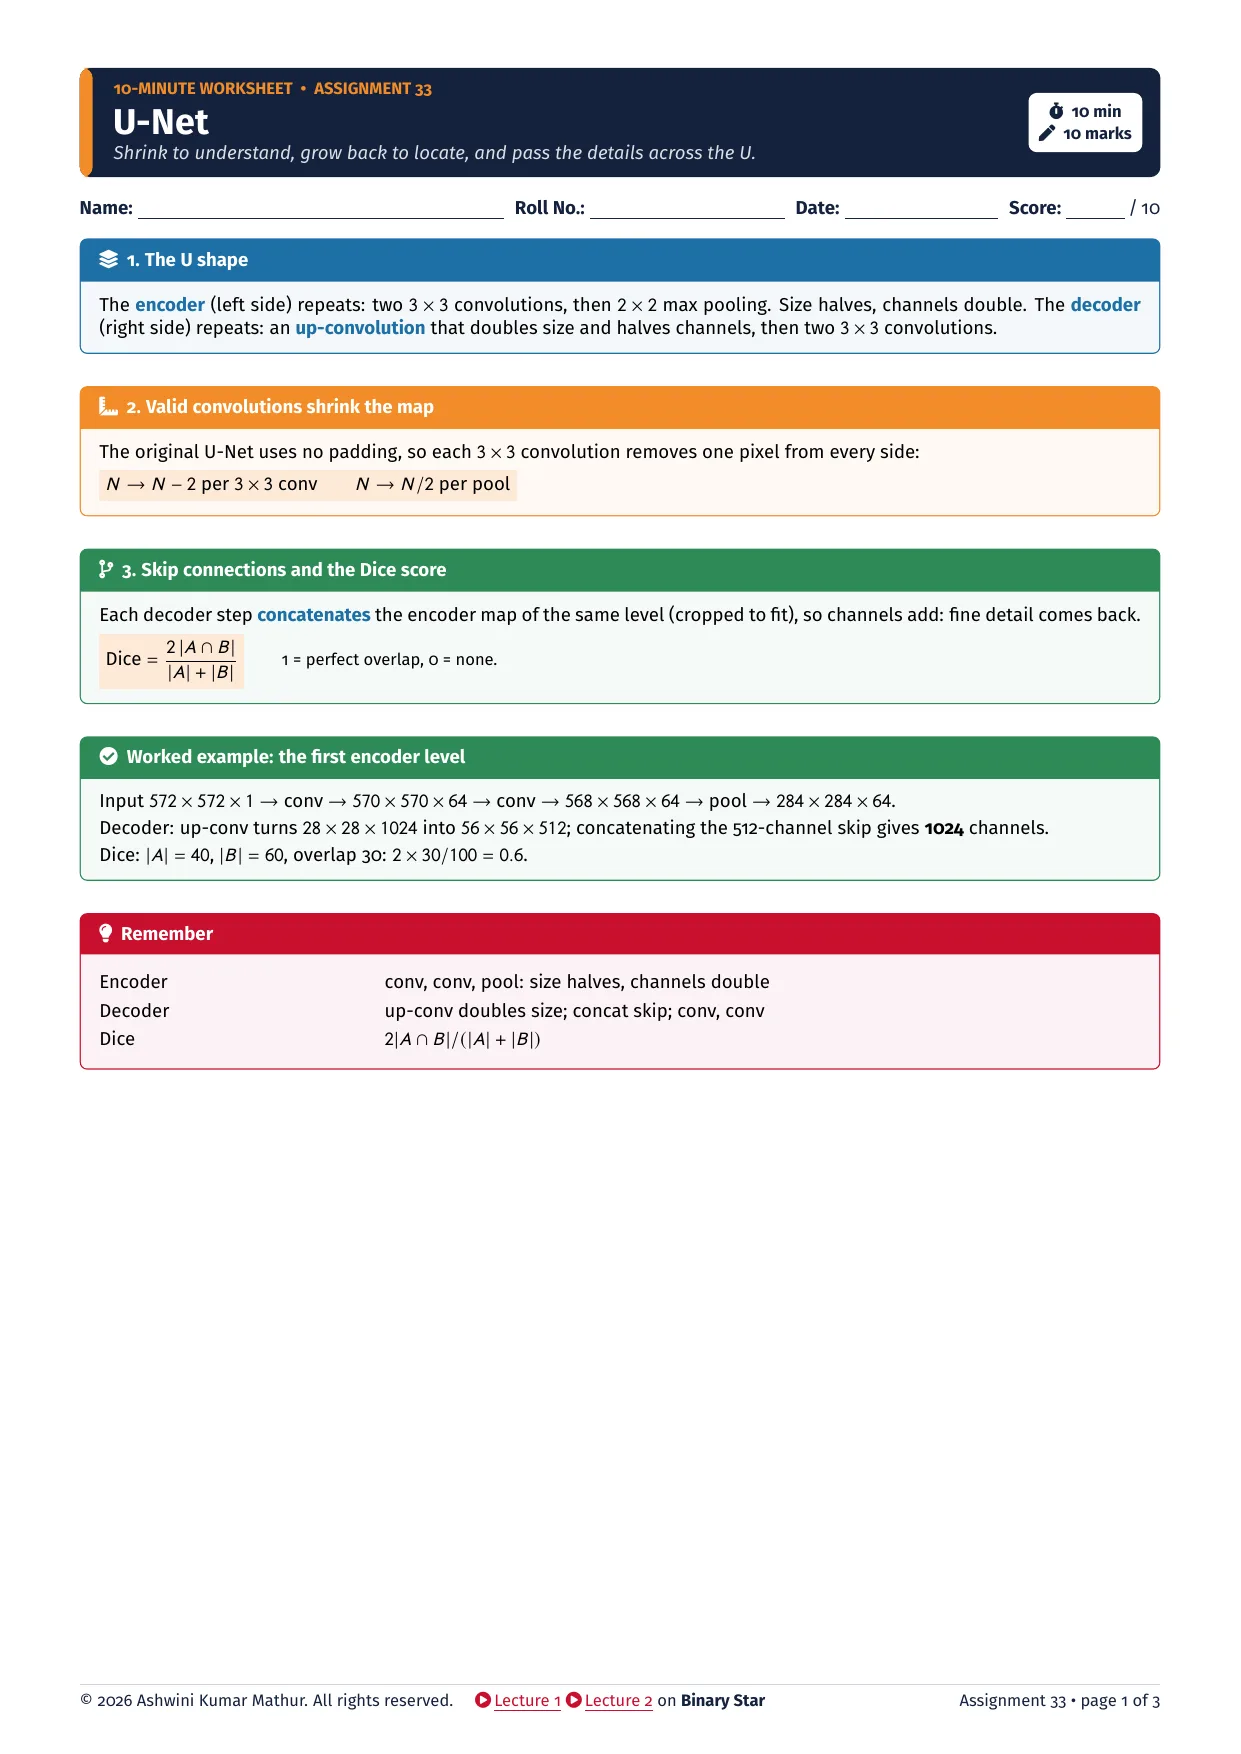 10-MINUTE WORKSHEET • ASSIGNMENT 33
U-Net
Shrink to understand, grow back to locate, and pass the details across the U.
10 min
10 marks
Name: Roll No.: Date: Score: / 10
1. The U shape
The encoder (left side) repeats: two 3 × 3 convolutions, then 2 × 2 max pooling. Size halves, channels double. The decoder
(right side) repeats: an up-convolution that doubles size and halves channels, then two 3 × 3 convolutions.
2. Valid convolutions shrink the map
The original U-Net uses no padding, so each 3 × 3 convolution removes one pixel from every side:
N → N − 2 per 3 × 3 conv N → N/2 per pool
3. Skip connections and the Dice score
Each decoder step concatenates the encoder map of the same level (cropped to fit), so channels add: fine detail comes back.
Dice = 2 |A ∩ B| / |A| + |B| 1 = perfect overlap, 0 = none.
Worked example: the first encoder level
Input 572 × 572 × 1 → conv → 570 × 570 × 64 → conv → 568 × 568 × 64 → pool → 284 × 284 × 64.
Decoder: up-conv turns 28 × 28 × 1024 into 56 × 56 × 512; concatenating the 512-channel skip gives 1024 channels.
Dice: |A| = 40, |B| = 60, overlap 30: 2 × 30/100 = 0.6.
Remember
Encoder conv, conv, pool: size halves, channels double
Decoder up-conv doubles size; concat skip; conv, conv
Dice 2|A ∩ B|/(|A| + |B|)
© 2026 Ashwini Kumar Mathur. All rights reserved. Lecture 1 Lecture 2 on Binary Star Assignment 33 • page 1 of 3